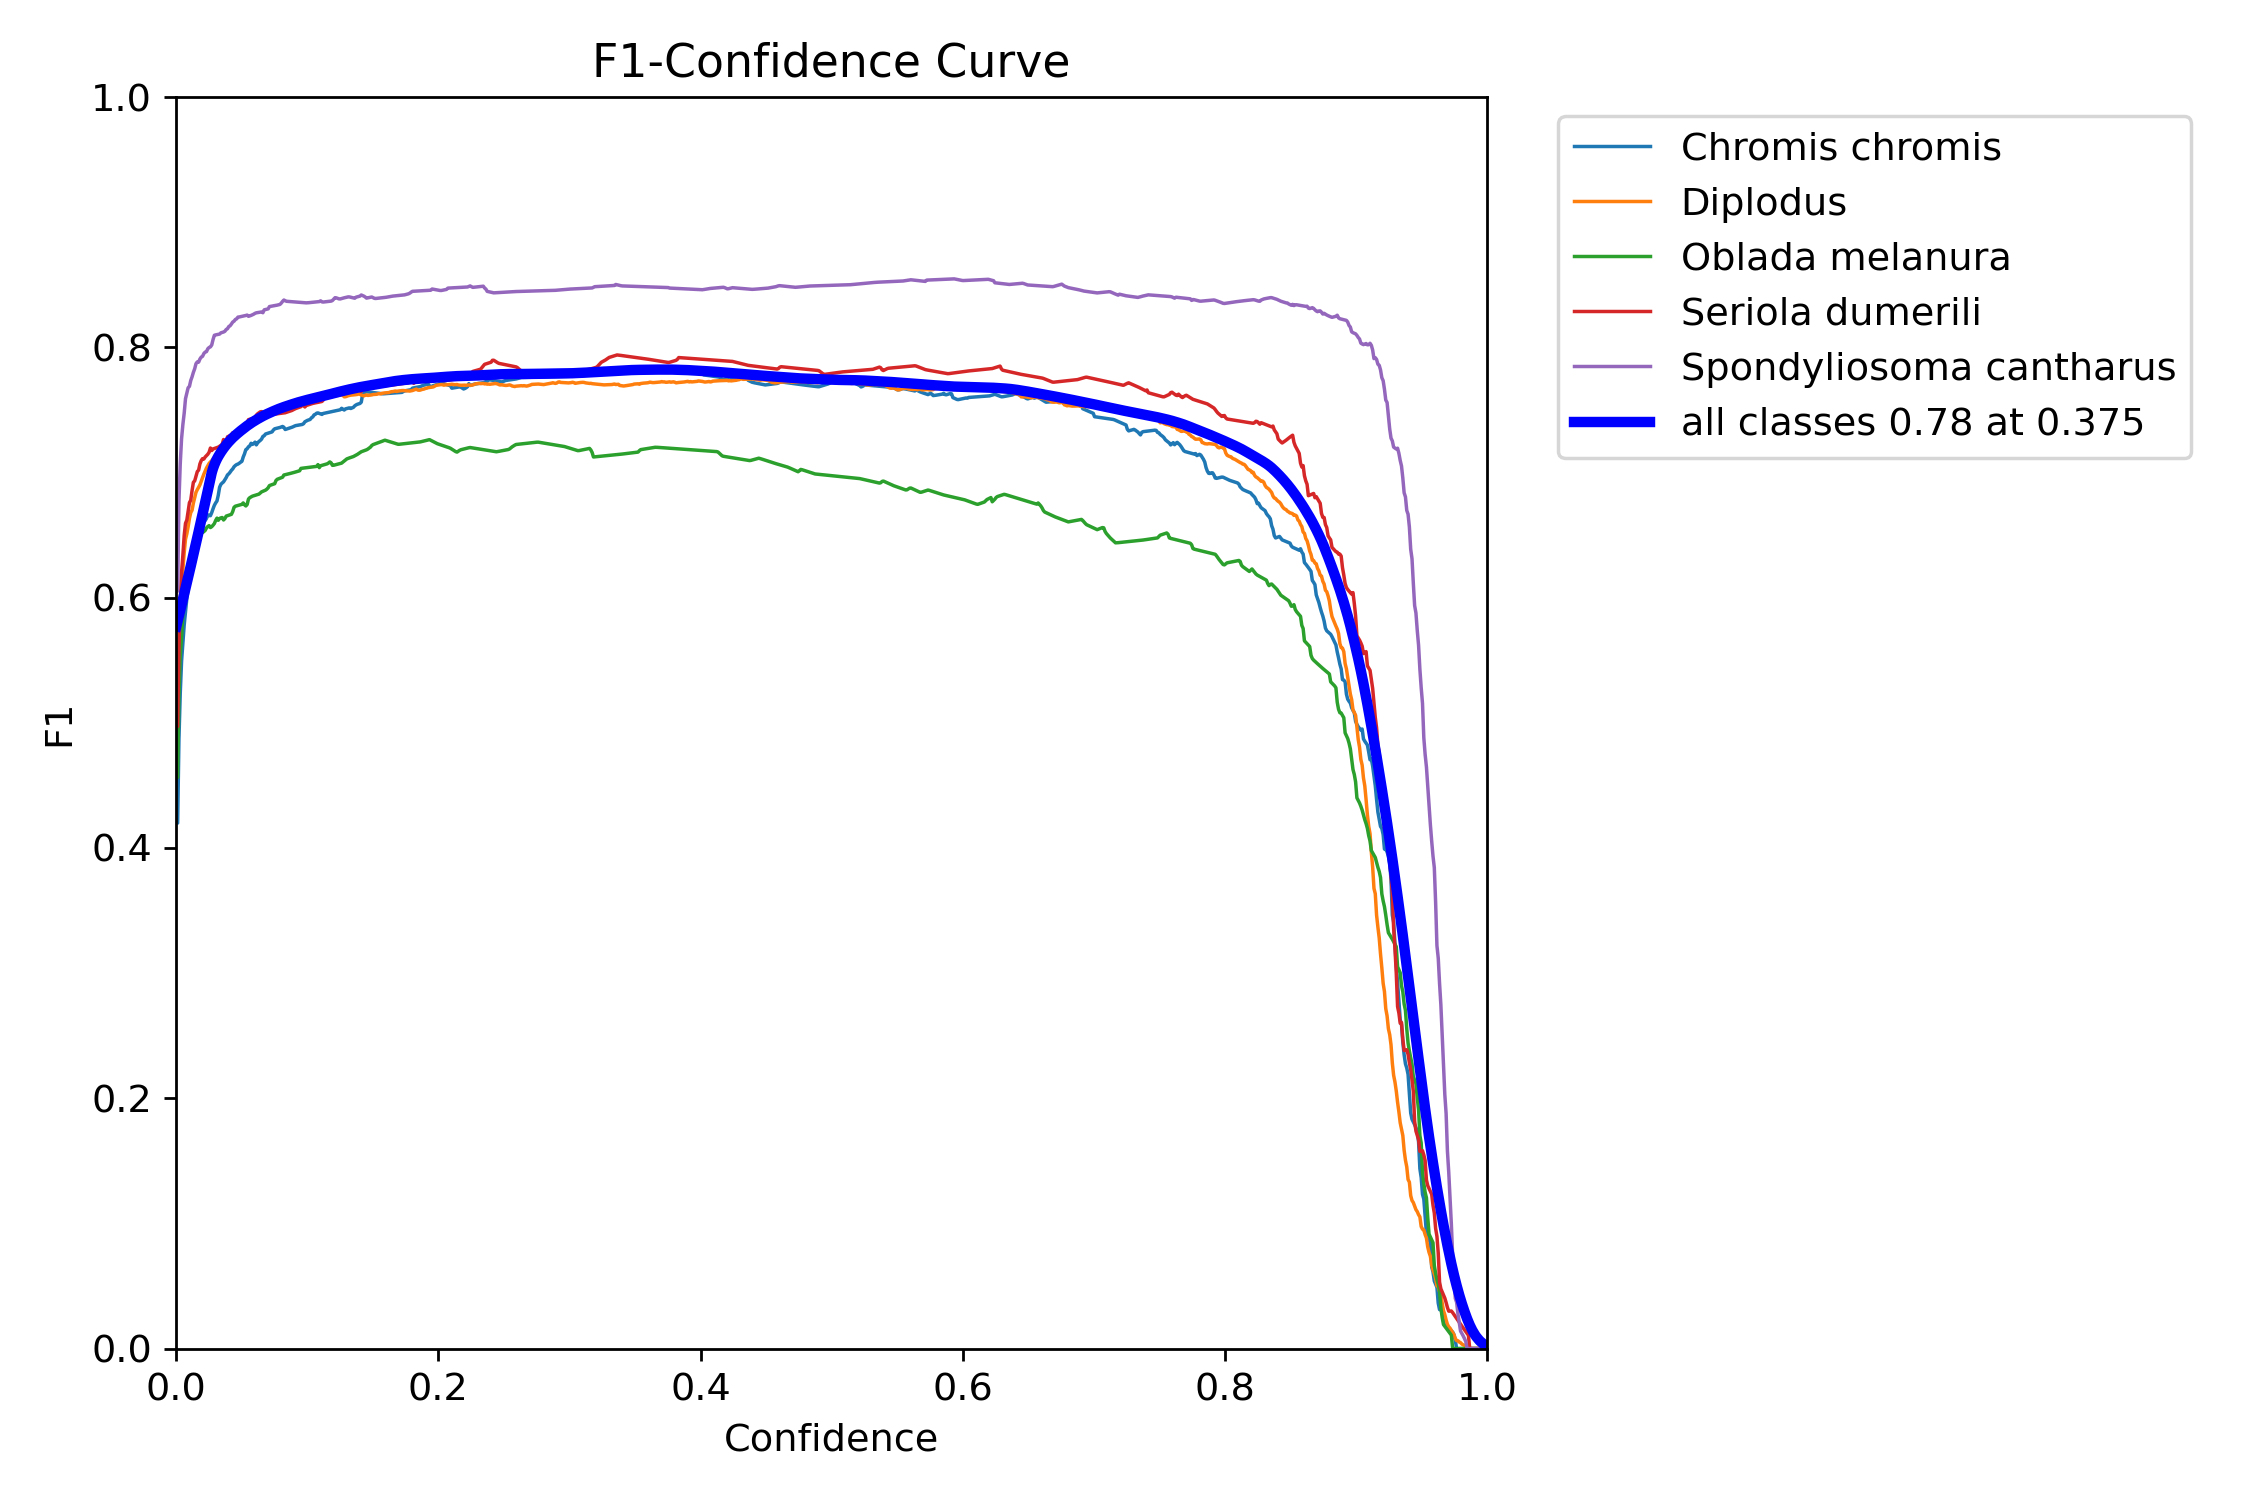 F1-Confidence Curve
1.0
0.8
0.6
0.4
0.2
0.0
F1
0.0 0.2 0.4 0.6 0.8 1.0
Confidence
Chromis chromis
Diplodus
Oblada melanura
Seriola dumerili
Spondyliosoma cantharus
all classes 0.78 at 0.375